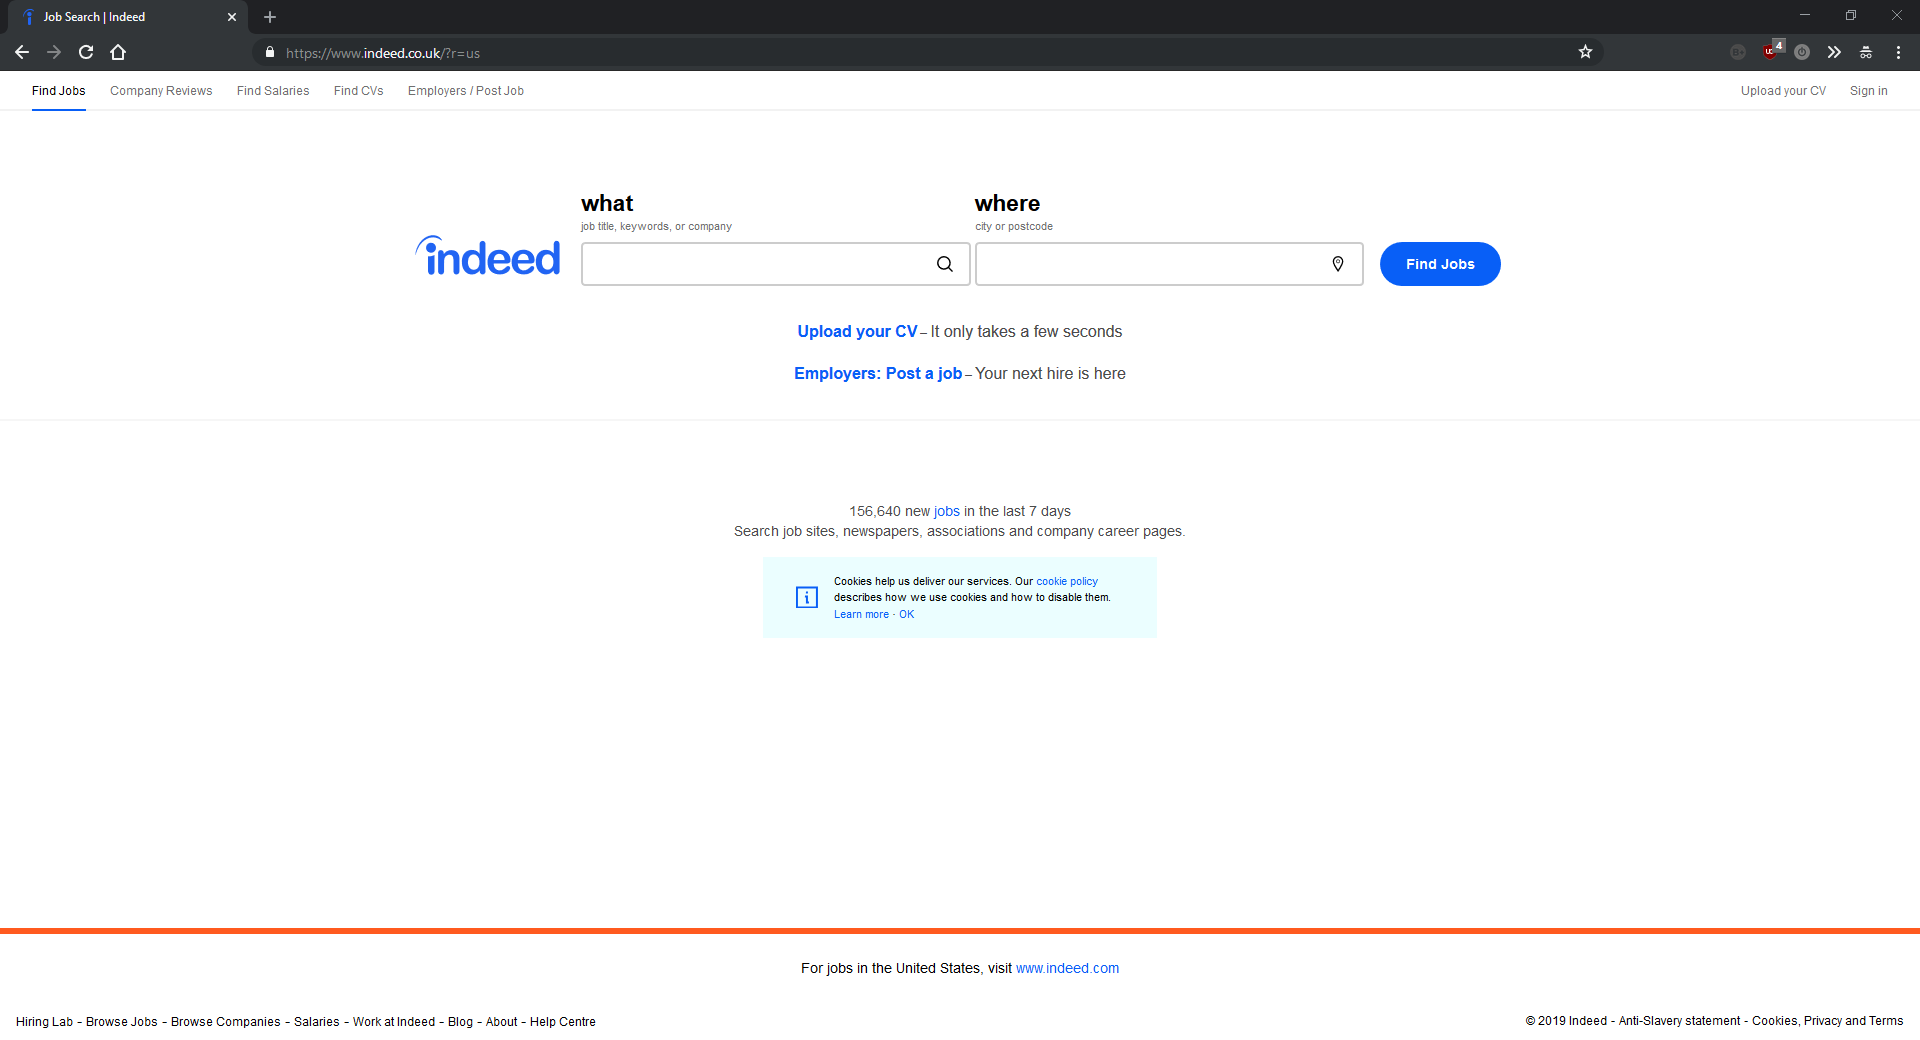 Job Search | Indeed
https://www.indeed.co.uk/?r=us
4
Find Jobs Company Reviews Find Salaries Find CVs Employers / Post Job Upload your CV Sign in
what where
job title, keywords, or company city or postcode
indeed
Find Jobs
Upload your CV – It only takes a few seconds
Employers: Post a job – Your next hire is here
156,640 new jobs in the last 7 days
Search job sites, newspapers, associations and company career pages.
Cookies help us deliver our services. Our cookie policy
describes how we use cookies and how to disable them.
Learn more · OK
For jobs in the United States, visit www.indeed.com
Hiring Lab - Browse Jobs - Browse Companies - Salaries - Work at Indeed - Blog - About - Help Centre
© 2019 Indeed - Anti-Slavery statement - Cookies, Privacy and Terms